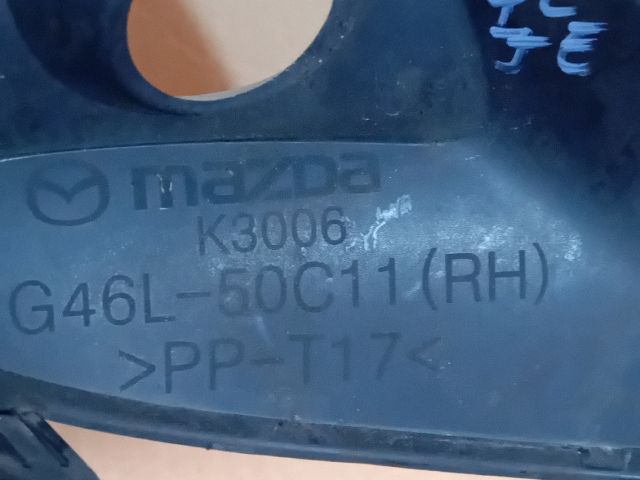 mazda
K3006
G46L-50C11(RH)
>PP-T17<